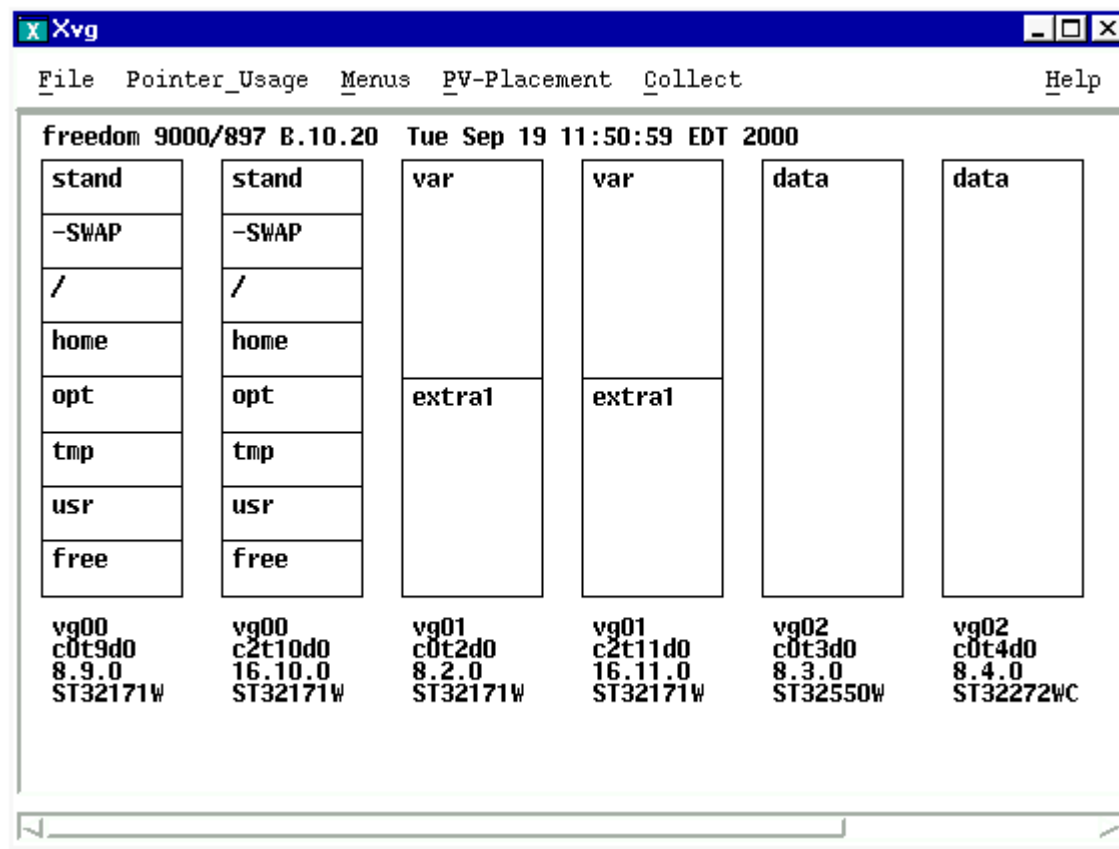 X Xvg
File Pointer_Usage Menus PV-Placement Collect Help
freedom 9000/897 B.10.20 Tue Sep 19 11:50:59 EDT 2000
stand stand var var data data
-SWAP -SWAP
/ /
home home
opt opt extra1 extra1
tmp tmp
usr usr
free free
vg00 vg00 vg01 vg01 vg02 vg02
c0t9d0 c2t10d0 c0t2d0 c2t11d0 c0t3d0 c0t4d0
8.9.0 16.10.0 8.2.0 16.11.0 8.3.0 8.4.0
ST32171W ST32171W ST32171W ST32171W ST32550W ST32272WC